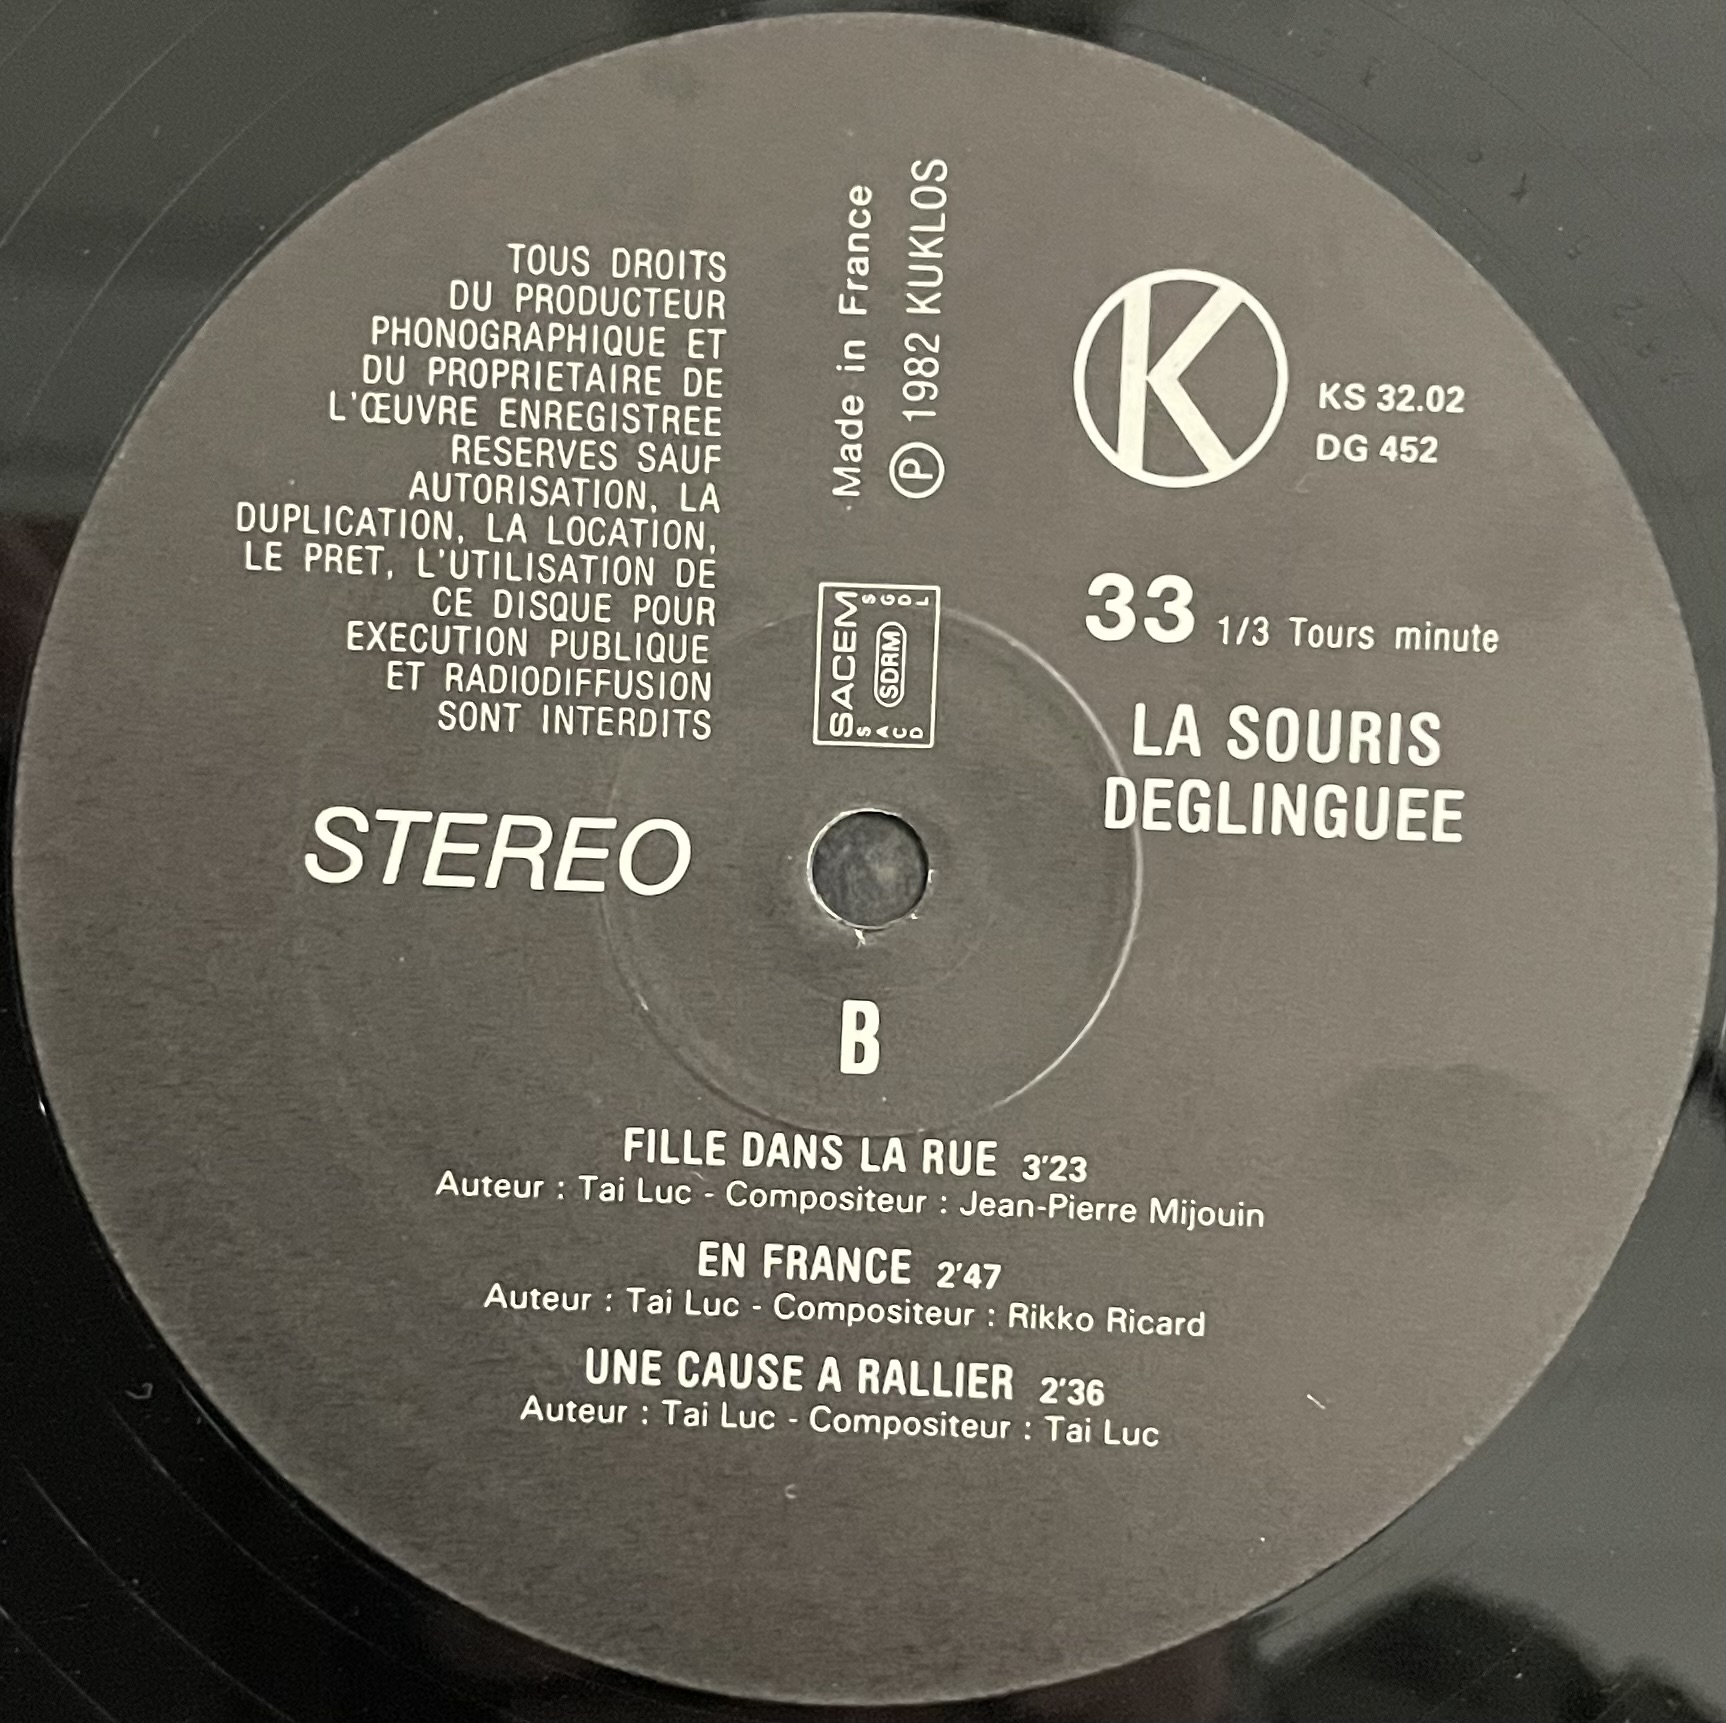 TOUS DROITS
DU PRODUCTEUR
PHONOGRAPHIQUE ET
DU PROPRIETAIRE DE
L'ŒUVRE ENREGISTREE
RESERVES SAUF
AUTORISATION, LA
DUPLICATION, LA LOCATION,
LE PRET, L'UTILISATION DE
CE DISQUE POUR
EXECUTION PUBLIQUE
ET RADIODIFFUSION
SONT INTERDITS
STEREO
Made in France
Ⓟ 1982 KUKLOS
SACEM
SACD SDRM SGDL
K
KS 32.02
DG 452
33 1/3 Tours minute
LA SOURIS
DEGLINGUEE
B
FILLE DANS LA RUE 3'23
Auteur : Tai Luc - Compositeur : Jean-Pierre Mijouin
EN FRANCE 2'47
Auteur : Tai Luc - Compositeur : Rikko Ricard
UNE CAUSE A RALLIER 2'36
Auteur : Tai Luc - Compositeur : Tai Luc